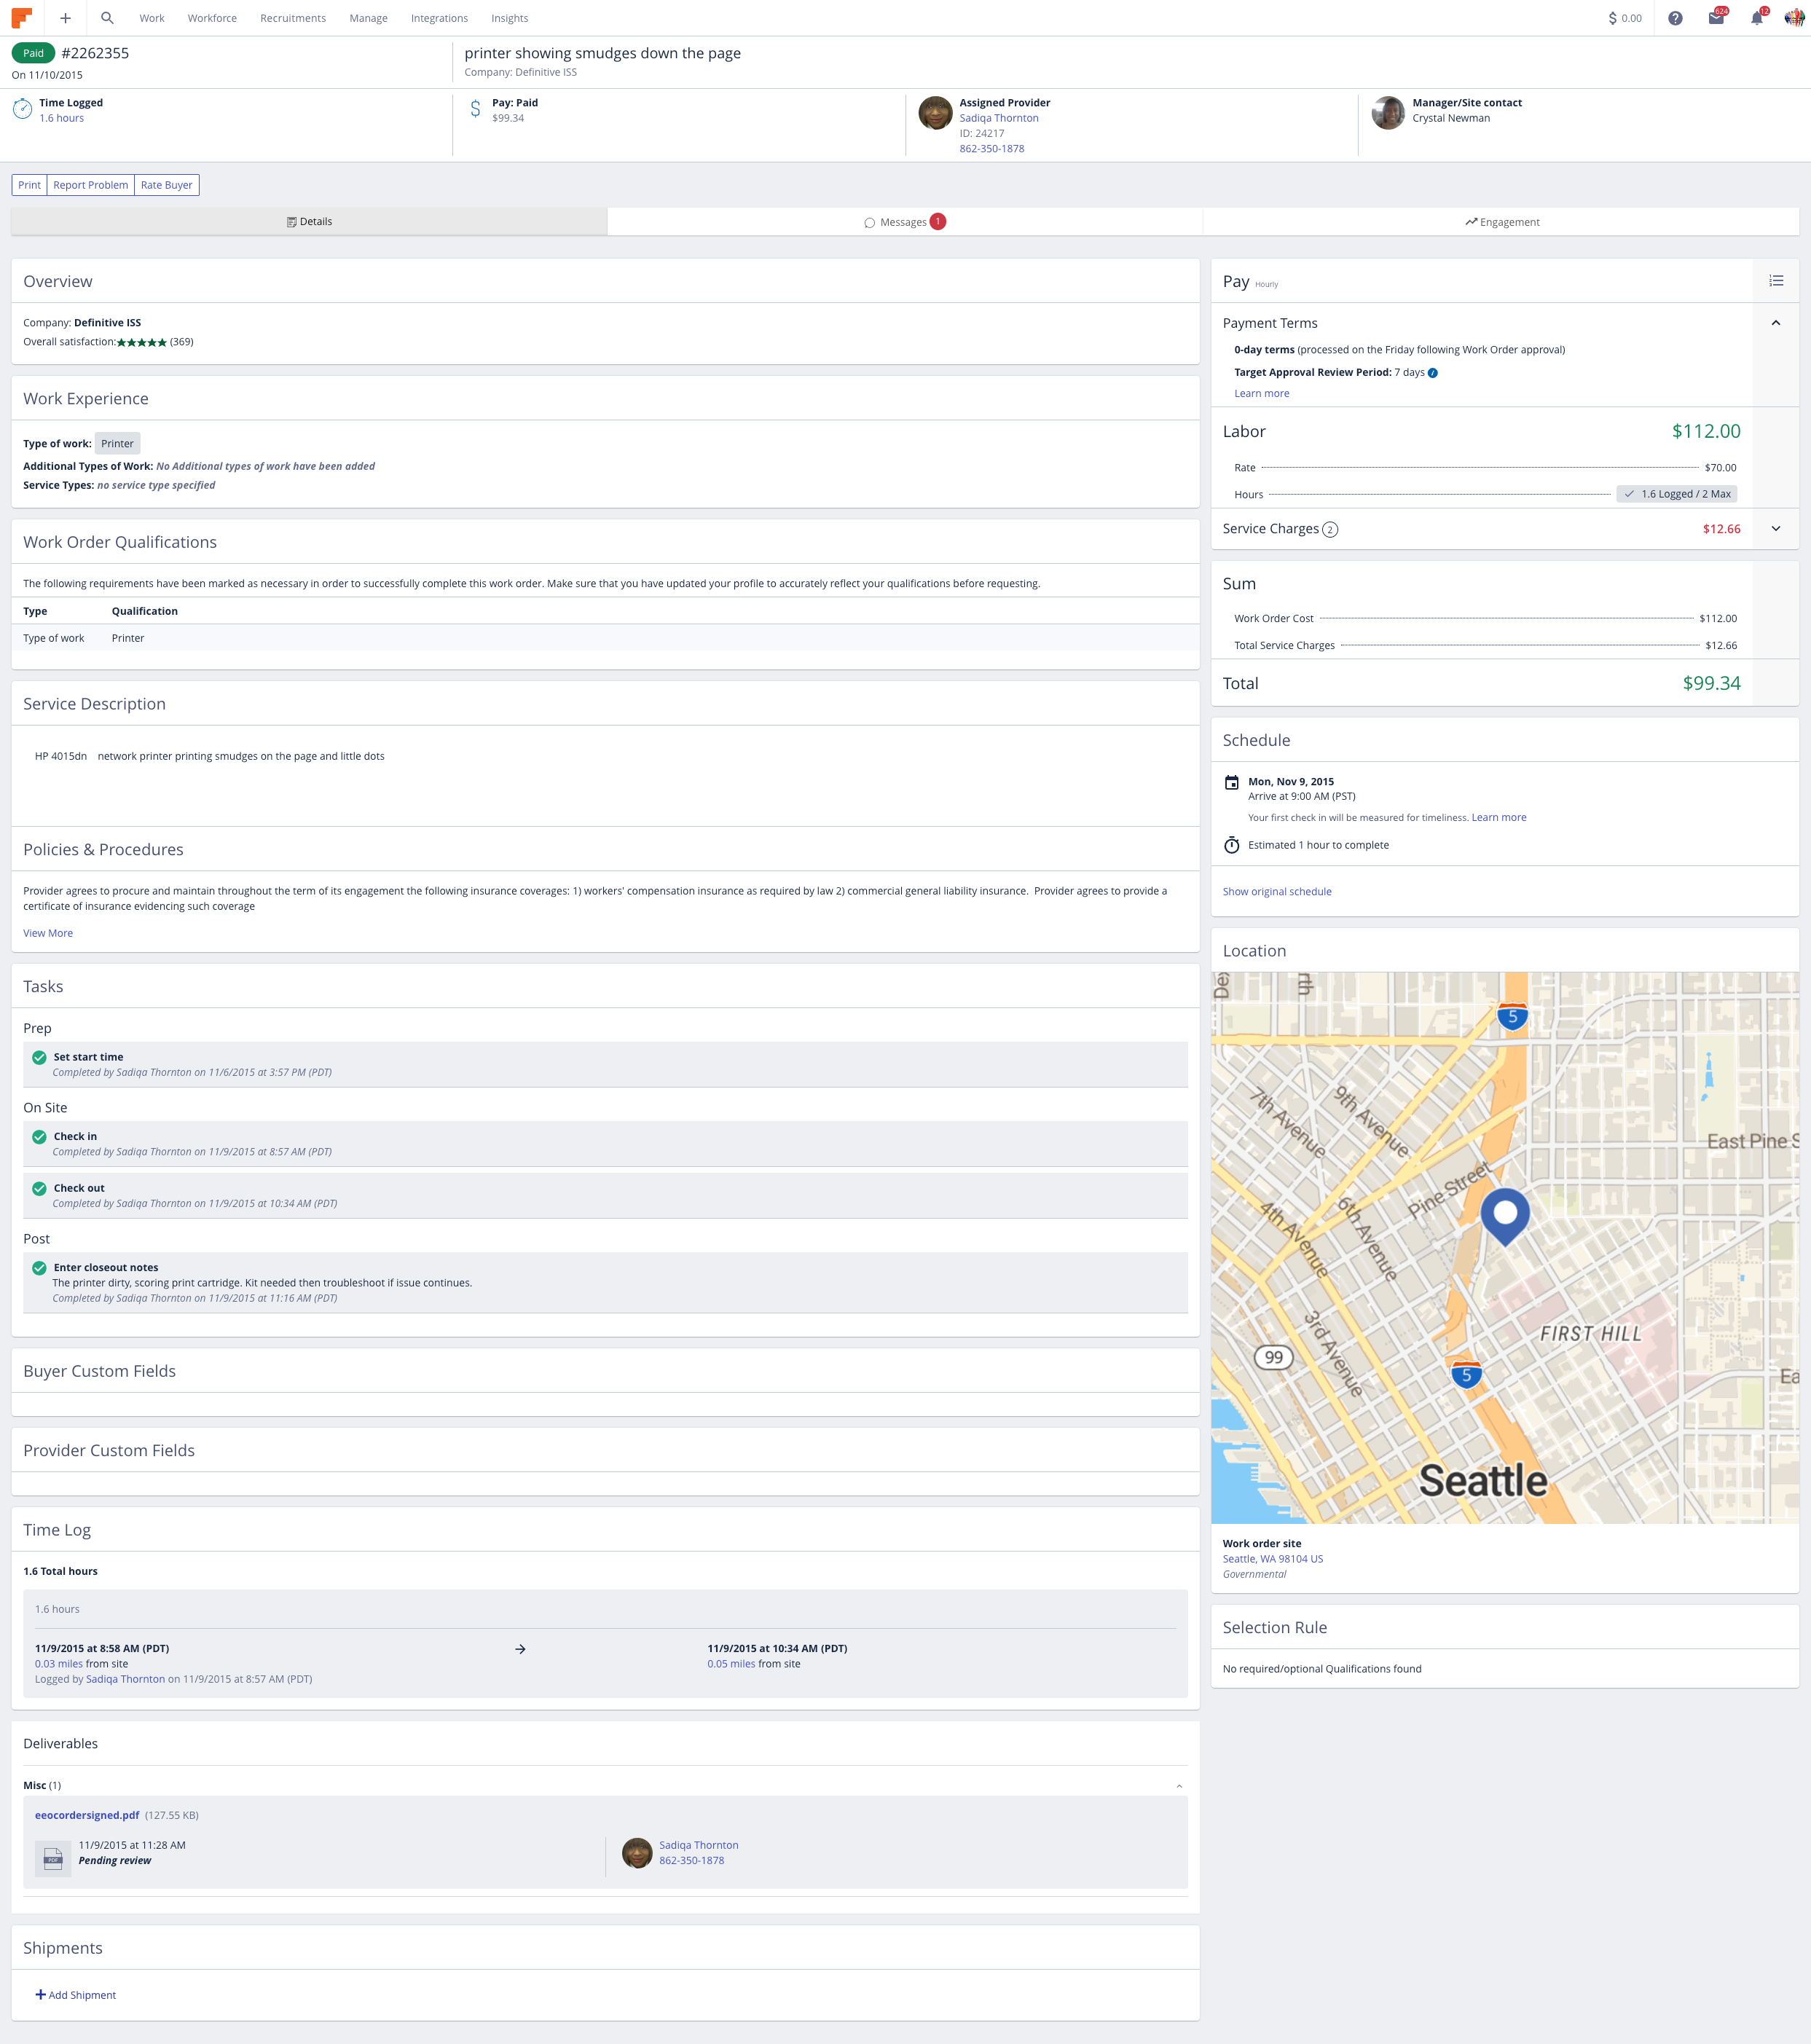 Work Workforce Recruitments Manage Integrations Insights $ 0.00 624 12
Paid #2262355
On 11/10/2015
printer showing smudges down the page
Company: Definitive ISS
Time Logged
1.6 hours
Pay: Paid
$99.34
Assigned Provider
Sadiqa Thornton
ID: 24217
862-350-1878
Manager/Site contact
Crystal Newman
Print Report Problem Rate Buyer
Details Messages 1 Engagement
Overview
Company: Definitive ISS
Overall satisfaction:★★★★★ (369)
Work Experience
Type of work: Printer
Additional Types of Work: No Additional types of work have been added
Service Types: no service type specified
Work Order Qualifications
The following requirements have been marked as necessary in order to successfully complete this work order. Make sure that you have updated your profile to accurately reflect your qualifications before requesting.
Type Qualification
Type of work Printer
Service Description
HP 4015dn network printer printing smudges on the page and little dots
Policies & Procedures
Provider agrees to procure and maintain throughout the term of its engagement the following insurance coverages: 1) workers' compensation insurance as required by law 2) commercial general liability insurance. Provider agrees to provide a
certificate of insurance evidencing such coverage
View More
Tasks
Prep
Set start time
Completed by Sadiqa Thornton on 11/6/2015 at 3:57 PM (PDT)
On Site
Check in
Completed by Sadiqa Thornton on 11/9/2015 at 8:57 AM (PDT)
Check out
Completed by Sadiqa Thornton on 11/9/2015 at 10:34 AM (PDT)
Post
Enter closeout notes
The printer dirty, scoring print cartridge. Kit needed then troubleshoot if issue continues.
Completed by Sadiqa Thornton on 11/9/2015 at 11:16 AM (PDT)
Buyer Custom Fields
Provider Custom Fields
Time Log
1.6 Total hours
1.6 hours
11/9/2015 at 8:58 AM (PDT) → 11/9/2015 at 10:34 AM (PDT)
0.03 miles from site 0.05 miles from site
Logged by Sadiqa Thornton on 11/9/2015 at 8:57 AM (PDT)
Deliverables
Misc (1)
eeocordersigned.pdf (127.55 KB)
PDF
11/9/2015 at 11:28 AM
Pending review
Sadiqa Thornton
862-350-1878
Shipments
+ Add Shipment
Pay Hourly
Payment Terms
0-day terms (processed on the Friday following Work Order approval)
Target Approval Review Period: 7 days i
Learn more
Labor $112.00
Rate $70.00
Hours 1.6 Logged / 2 Max
Service Charges 2 $12.66
Sum
Work Order Cost $112.00
Total Service Charges $12.66
Total $99.34
Schedule
Mon, Nov 9, 2015
Arrive at 9:00 AM (PST)
Your first check in will be measured for timeliness. Learn more
Estimated 1 hour to complete
Show original schedule
Location
De
rth
5
7th Avenue
9th Avenue
East Pine S
Pine Street
4th Avenue
6th Avenue
3rd Avenue
FIRST HILL
99
5
Ea
Seattle
Work order site
Seattle, WA 98104 US
Governmental
Selection Rule
No required/optional Qualifications found